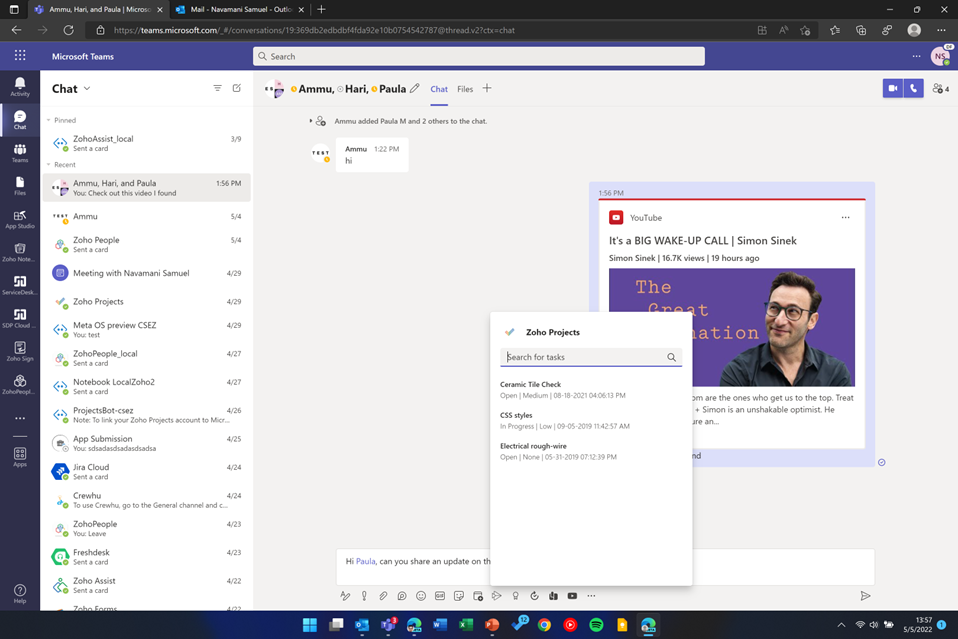 Ammu, Hari, and Paula | Microso
Mail - Navamani Samuel - Outlo
https://teams.microsoft.com/_#/conversations/19:369db2edbdbf4fda92e10b0754542787@thread.v2?ctx=chat
Microsoft Teams
Search
NS
Activity
Chat
Teams
Files
App Studio
Zoho Note...
ServiceDesk...
SDP Cloud ...
Zoho Sign
ZohoPeopl...
Apps
Help
Chat
Pinned
ZohoAssist_local 3/9
Sent a card
Recent
Ammu, Hari, and Paula 1:56 PM
You: Check out this video I found
Ammu 5/4
Zoho People 5/4
Sent a card
Meeting with Navamani Samuel 4/29
Zoho Projects 4/29
Meta OS preview CSEZ 4/29
You: test
ZohoPeople_local 4/27
Sent a card
Notebook LocalZoho2 4/27
Sent a card
ProjectsBot-csez 4/26
Note: To link your Zoho Projects account to Micr...
App Submission 4/25
You: sdsadasdsadasdsadsa
Jira Cloud 4/24
Sent a card
Crewhu 4/24
To use Crewhu, go to the General channel and c...
ZohoPeople 4/23
You: Leave
Freshdesk 4/23
Sent a card
Zoho Assist 4/22
Sent a card
Zoho Forms 4/22
Ammu, Hari, Paula
Chat Files
4
Ammu added Paula M and 2 others to the chat.
TEST
Ammu 1:22 PM
hi
1:56 PM
YouTube
It's a BIG WAKE-UP CALL | Simon Sinek
Simon Sinek | 16.7K views | 19 hours ago
The
Great
mation
om are the ones who get us to the top. Treat
+ Simon is an unshakable optimist. He
ure an...
nd
Zoho Projects
Search for tasks
Ceramic Tile Check
Open | Medium | 08-18-2021 04:06:13 PM
CSS styles
In Progress | Low | 09-05-2019 11:42:57 AM
Electrical rough-wire
Open | None | 05-31-2019 07:12:39 PM
Hi Paula, can you share an update on th
3
12
13:57
5/5/2022
1